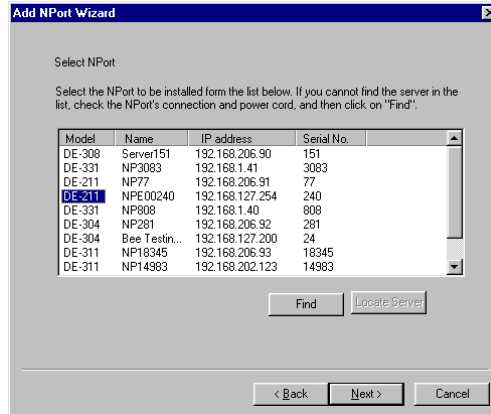 Add NPort Wizard
Select NPort
Select the NPort to be installed form the list below. If you cannot find the server in the
list, check the NPort's connection and power cord, and then click on "Find".
Model Name IP address Serial No.
DE-308 Server151 192.168.206.90 151
DE-331 NP3083 192.168.1.41 3083
DE-211 NP77 192.168.206.91 77
DE-211 NPE00240 192.168.127.254 240
DE-331 NP808 192.168.1.40 808
DE-304 NP281 192.168.206.92 281
DE-304 Bee Testin... 192.168.127.200 24
DE-311 NP18345 192.168.206.93 18345
DE-311 NP14983 192.168.202.123 14983
Find Locate Server
< Back Next > Cancel